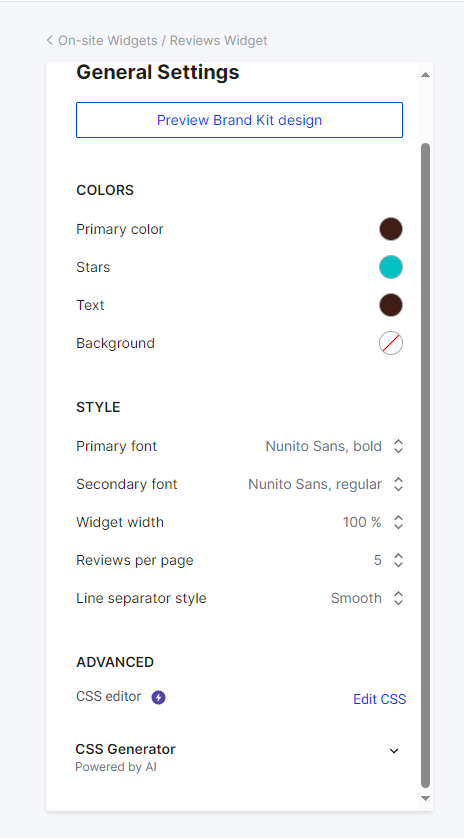 On-site Widgets / Reviews Widget
General Settings
Preview Brand Kit design
COLORS
Primary color
Stars
Text
Background
STYLE
Primary font Nunito Sans, bold
Secondary font Nunito Sans, regular
Widget width 100 %
Reviews per page 5
Line separator style Smooth
ADVANCED
CSS editor Edit CSS
CSS Generator
Powered by AI